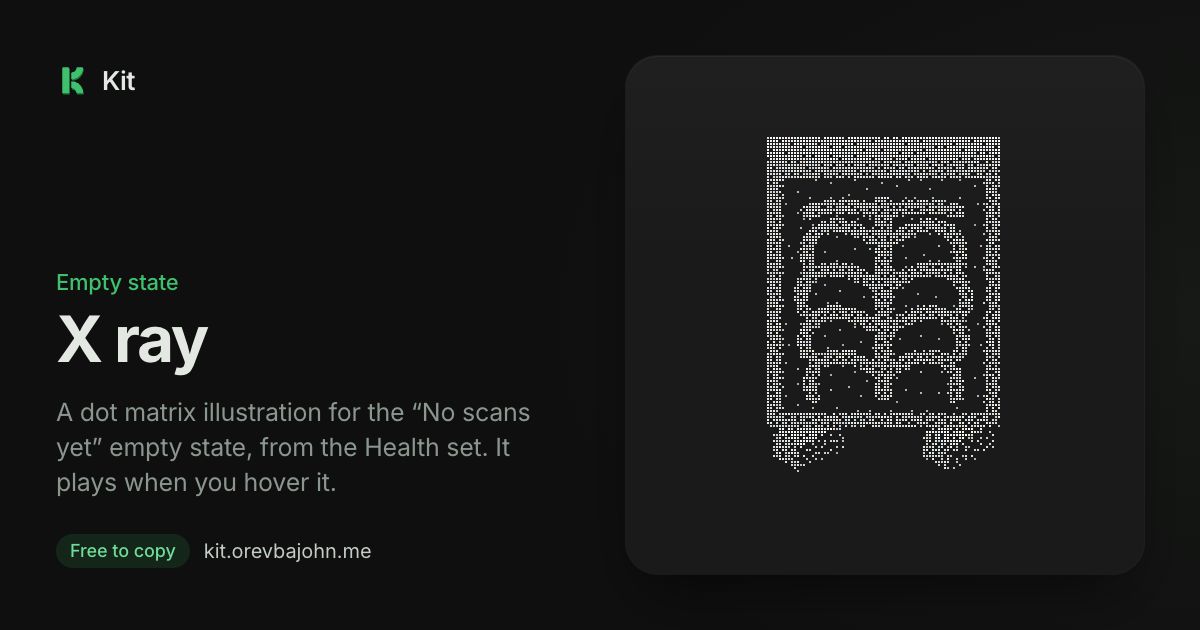 Kit
Empty state
X ray
A dot matrix illustration for the “No scans
yet” empty state, from the Health set. It
plays when you hover it.
Free to copy
kit.orevbajohn.me